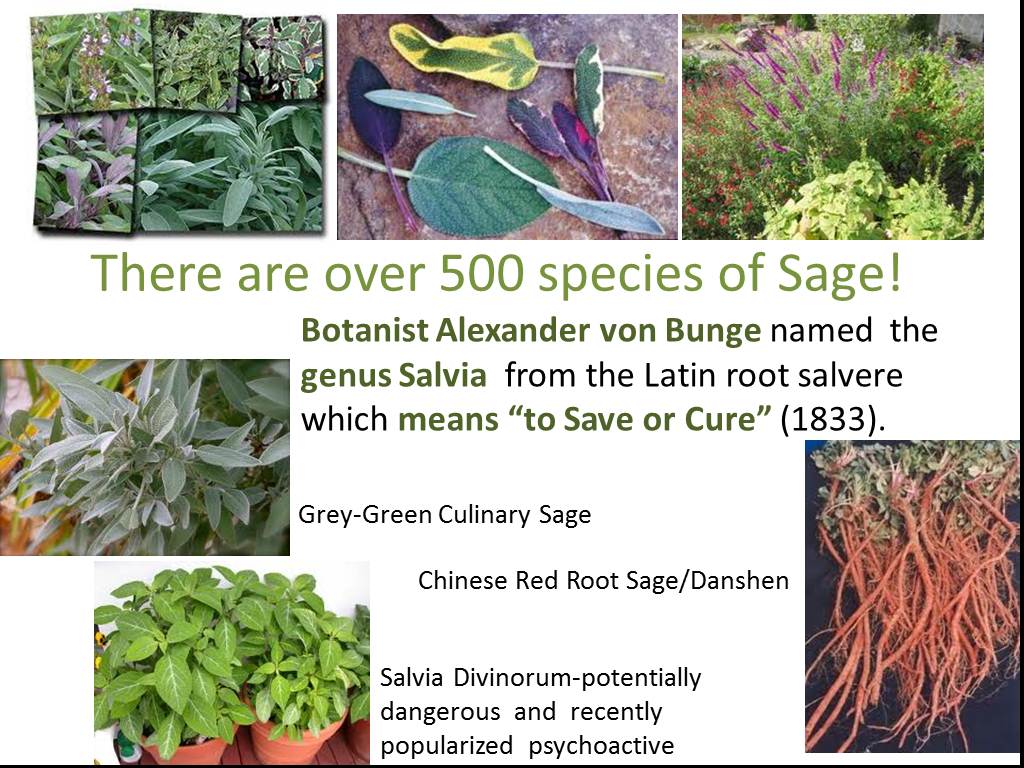 There are over 500 species of Sage!
Botanist Alexander von Bunge named the
genus Salvia from the Latin root salvere
which means “to Save or Cure” (1833).
Grey-Green Culinary Sage
Chinese Red Root Sage/Danshen
Salvia Divinorum-potentially
dangerous and recently
popularized psychoactive